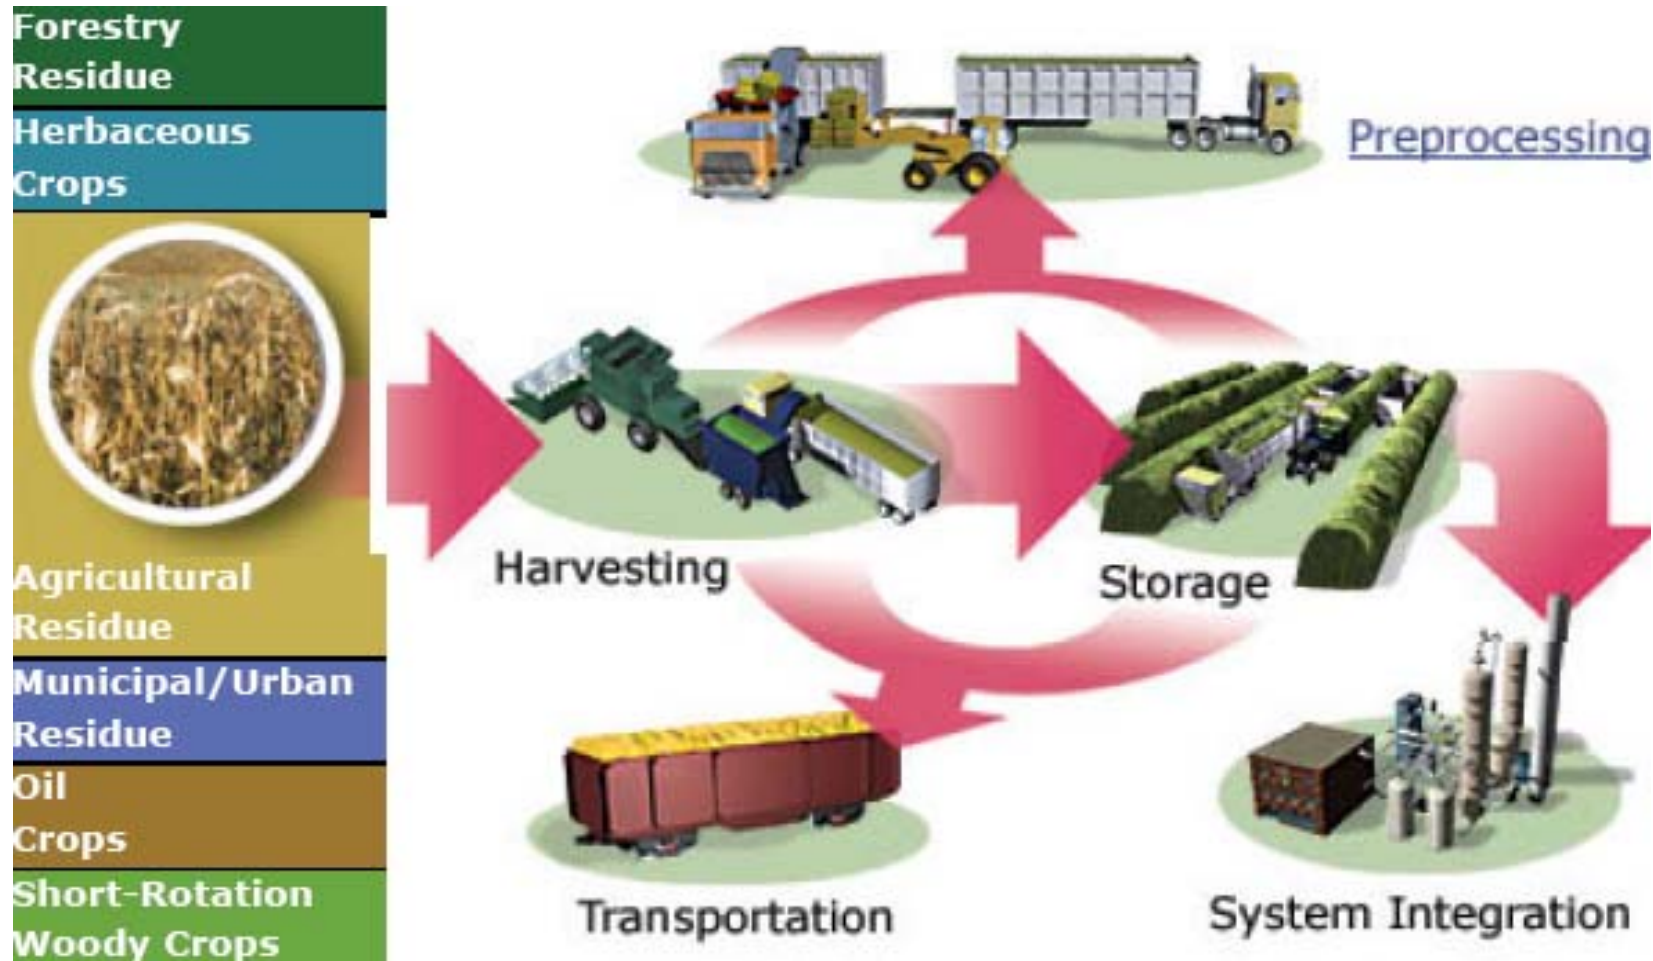 Forestry
Residue
Herbaceous
Crops
Agricultural
Residue
Municipal/Urban
Residue
Oil
Crops
Short-Rotation
Woody Crops
Preprocessing
Harvesting
Storage
Transportation
System Integration